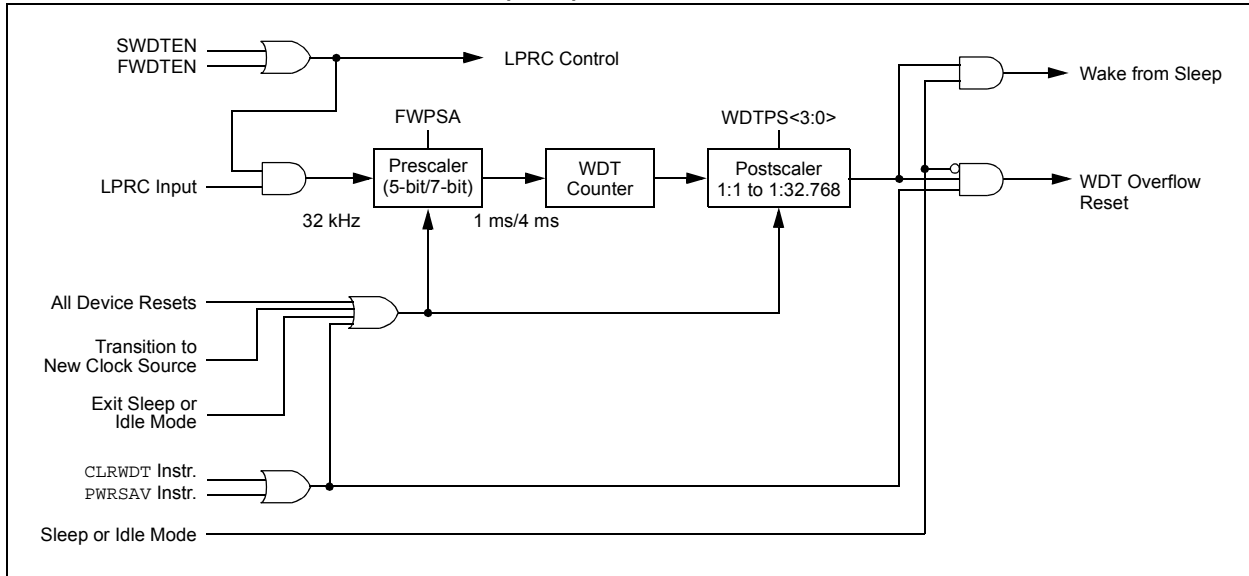 SWDTEN
FWDTEN
LPRC Control
Wake from Sleep
FWPSA
WDTPS<3:0>
LPRC Input
Prescaler
(5-bit/7-bit)
WDT
Counter
Postscaler
1:1 to 1:32.768
WDT Overflow
Reset
32 kHz
1 ms/4 ms
All Device Resets
Transition to
New Clock Source
Exit Sleep or
Idle Mode
CLRWDT Instr.
PWRSAV Instr.
Sleep or Idle Mode